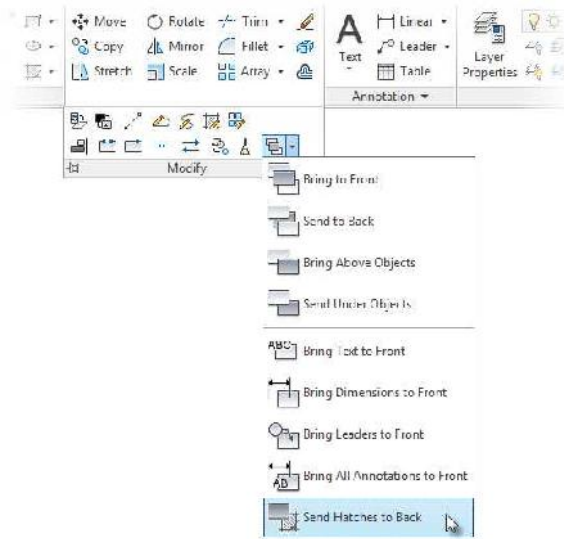 Move Rotate Trim
Copy Mirror Fillet
Stretch Scale Array
A
Text
Linear
Leader
Table
Layer
Properties
Annotation
Modify
Bring to Front
Send to Back
Bring Above Objects
Send Under Objects
ABC
Bring Text to Front
Bring Dimensions to Front
Bring Leaders to Front
AB
Bring All Annotations to Front
Send Hatches to Back